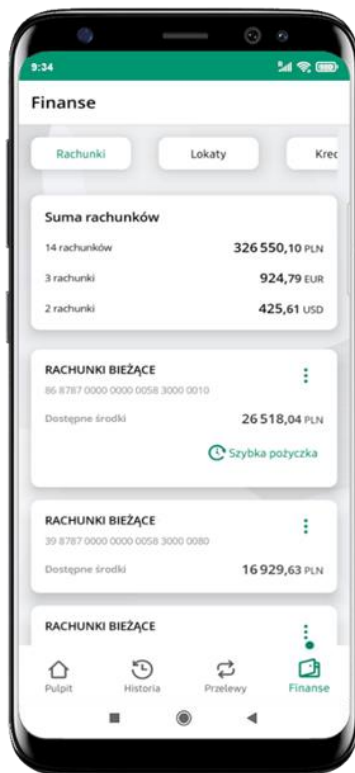 9:34
Finanse
Rachunki Lokaty Kred
Suma rachunków
14 rachunków 326 550,10 PLN
3 rachunki 924,79 EUR
2 rachunki 425,61 USD
RACHUNKI BIEŻĄCE
86 8787 0000 0000 0058 3000 0010
Dostępne środki 26 518,04 PLN
Szybka pożyczka
RACHUNKI BIEŻĄCE
39 8787 0000 0000 0058 3000 0080
Dostępne środki 16 929,63 PLN
RACHUNKI BIEŻĄCE
Pulpit Historia Przelewy Finanse